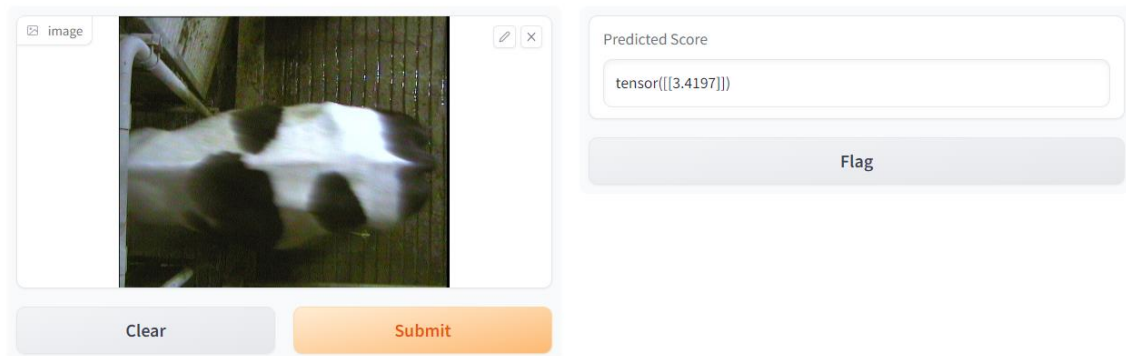 image
Clear
Submit
Predicted Score
tensor([[3.4197]])
Flag